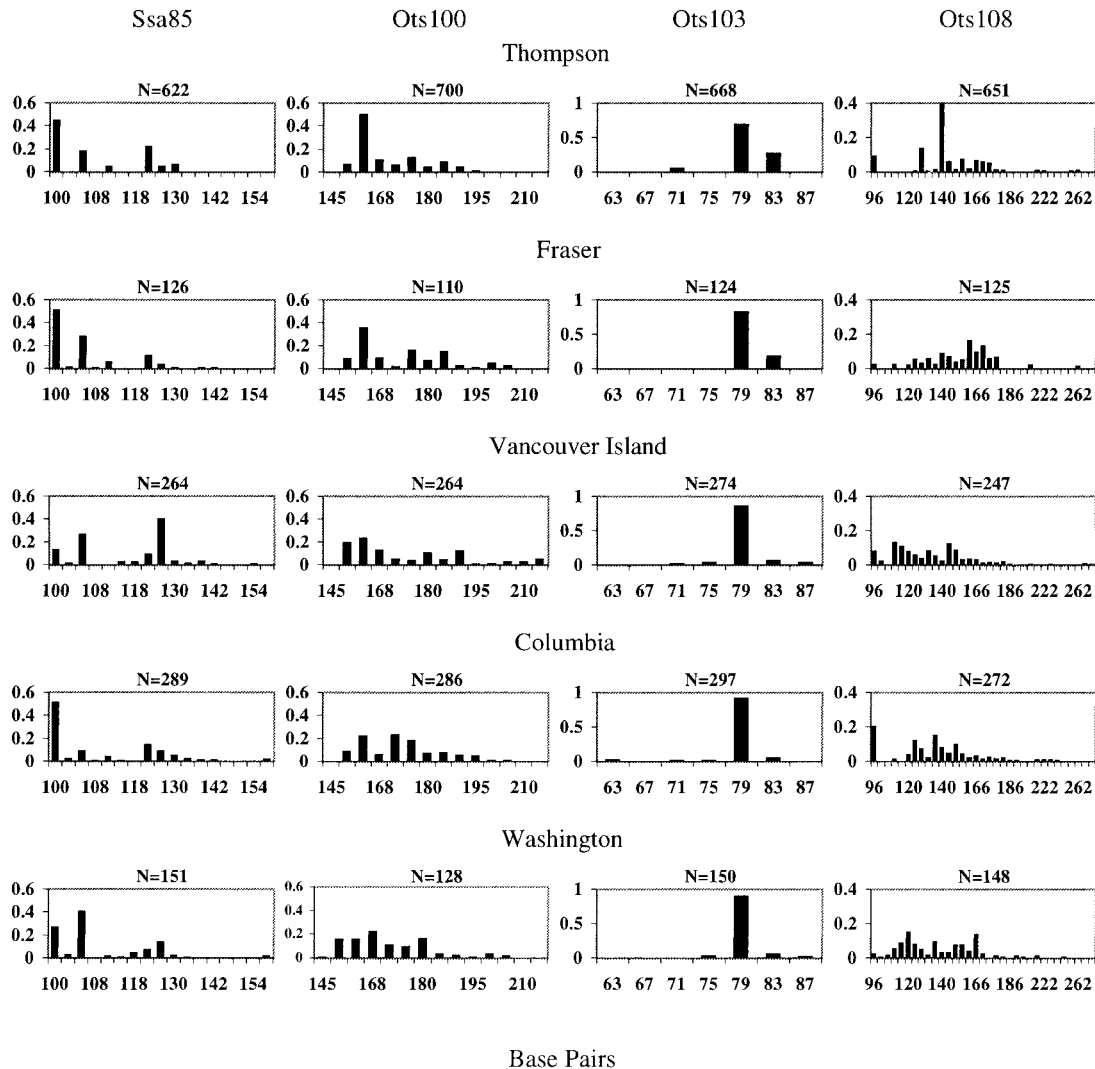 Ssa85 Ots100 Ots103 Ots108
Thompson
N=622 N=700 N=668 N=651
0.6 0.6 1 0.4
0.4 0.4 0.5 0.2
0.2 0.2
0 0 0 0
100 108 118 130 154 145 168 180 195 210 63 67 71 75 79 83 87 96 120 140 166 186 222 262
Fraser
N=126 N=110 N=124 N=125
0.6 0.6 1 0.4
0.4 0.4 0.5 0.2
0.2 0.2
0 0 0 0
100 108 118 130 154 145 168 180 195 210 63 67 71 75 79 83 87 96 120 140 166 186 222 262
Vancouver Island
N=264 N=264 N=274 N=247
0.6 0.6 1 0.4
0.4 0.4 0.5 0.2
0.2 0.2
0 0 0 0
100 108 118 130 154 145 168 180 195 210 63 67 71 75 79 83 87 96 120 140 166 186 222 262
Columbia
N=289 N=286 N=297 N=272
0.6 0.6 1 0.4
0.4 0.4 0.5 0.2
0.2 0.2
0 0 0 0
100 108 118 130 154 145 168 180 195 210 63 67 71 75 79 83 87 96 120 140 166 186 222 262
Washington
N=151 N=128 N=150 N=148
0.6 0.6 1 0.4
0.4 0.4 0.5 0.2
0.2 0.2
0 0 0 0
100 108 118 130 154 145 168 180 195 210 63 67 71 75 79 83 87 96 120 140 166 186 222 262
Base Pairs